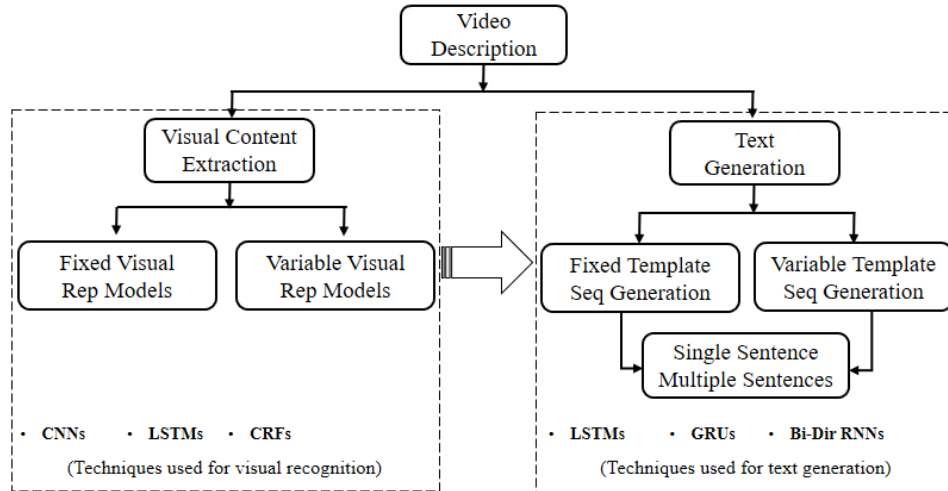 Video
Description
Visual Content
Extraction
Text
Generation
Fixed Visual
Rep Models
Variable Visual
Rep Models
Fixed Template
Seq Generation
Variable Template
Seq Generation
Single Sentence
Multiple Sentences
• CNNs • LSTMs • CRFs
(Techniques used for visual recognition)
• LSTMs • GRUs • Bi-Dir RNNs
(Techniques used for text generation)